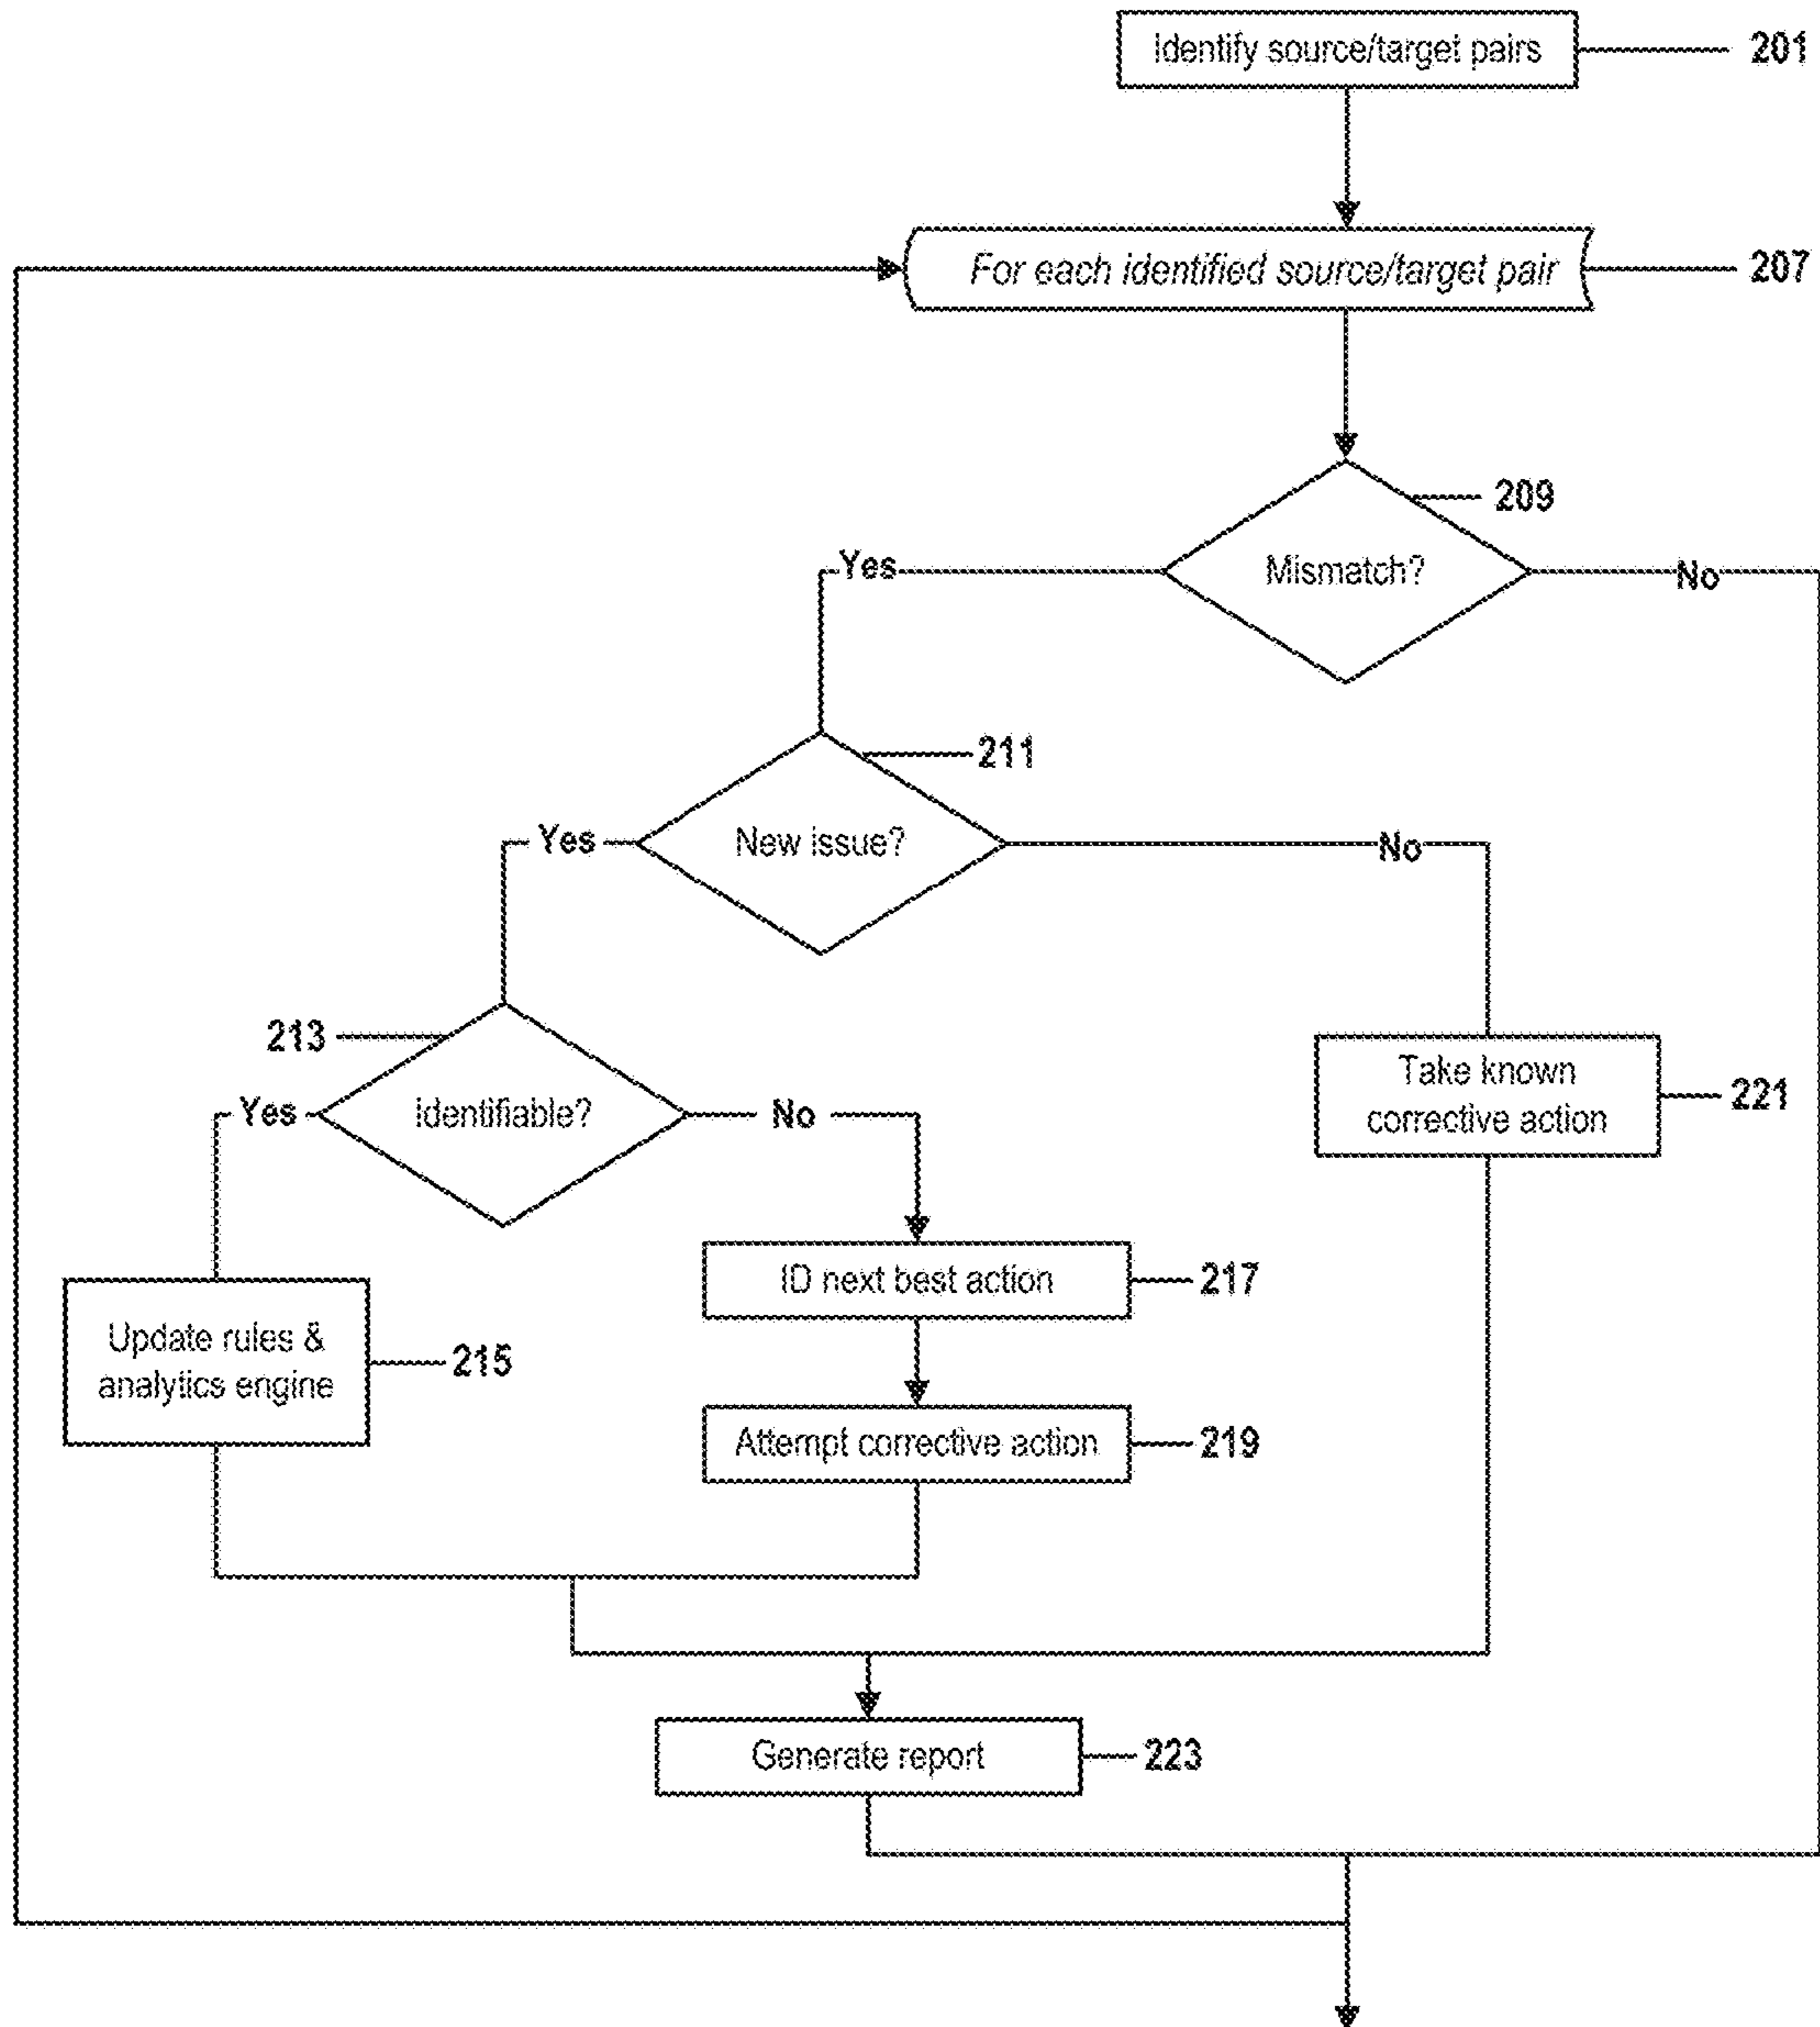 Identify source/target pairs
201
For each identified source/target pair
207
209
Mismatch?
Yes
No
211
New issue?
Yes
No
213
Identifiable?
Yes
No
Take known
corrective action
221
ID next best action
217
Update rules &
analytics engine
215
Attempt corrective action
219
Generate report
223